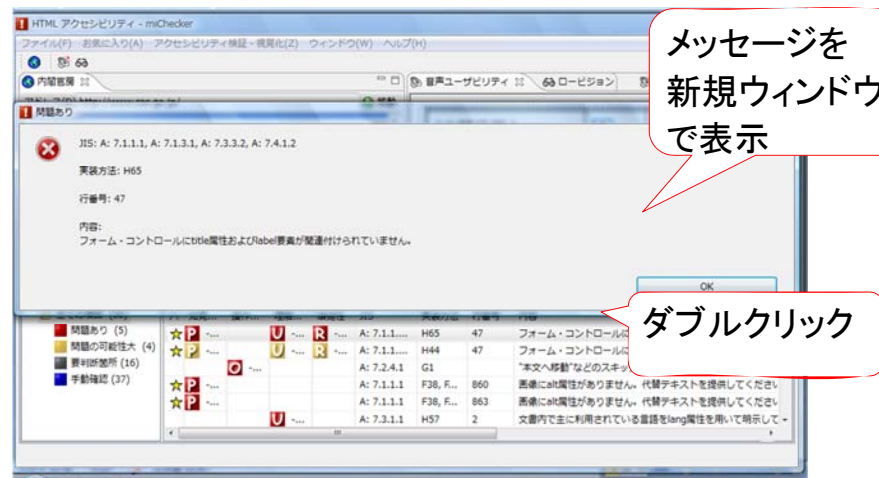 HTML アクセシビリティ - miChecker
ファイル(F) お気に入り(A) アクセシビリティ検証・視覚化(Z) ウィンドウ(W) ヘルプ(H)
内閣官房
音声ユーザビリティ
ロービジョン
問題あり
JIS: A: 7.1.1.1, A: 7.1.3.1, A: 7.3.3.2, A: 7.4.1.2
実装方法: H65
行番号: 47
内容:
フォーム・コントロールにtitle属性およびlabel要素が関連付けられていません。
OK
メッセージを
新規ウィンドウ
で表示
ダブルクリック
問題あり (5)
問題の可能性大 (4)
要判断箇所 (16)
手動確認 (37)
P -... U -... R -... A: 7.1.1.... H65 47 フォーム・コントロールに
P -... U -... R -... A: 7.1.1.... H44 47 フォーム・コントロールに
O -... A: 7.2.4.1 G1 "本文へ移動"などのスキッ
P -... A: 7.1.1.1 F38, F... 860 画像にalt属性がありません。代替テキストを提供してください
P -... A: 7.1.1.1 F38, F... 863 画像にalt属性がありません。代替テキストを提供してください
U -... A: 7.3.1.1 H57 2 文書内で主に利用されている言語をlang属性を用いて明示して